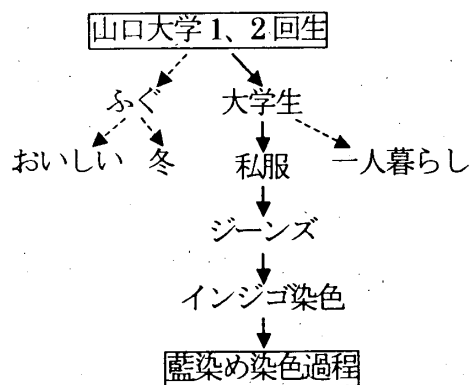 山口大学1、2回生
ふぐ 大学生
おいしい 冬 私服 一人暮らし
ジーンズ
インジゴ染色
藍染め染色過程